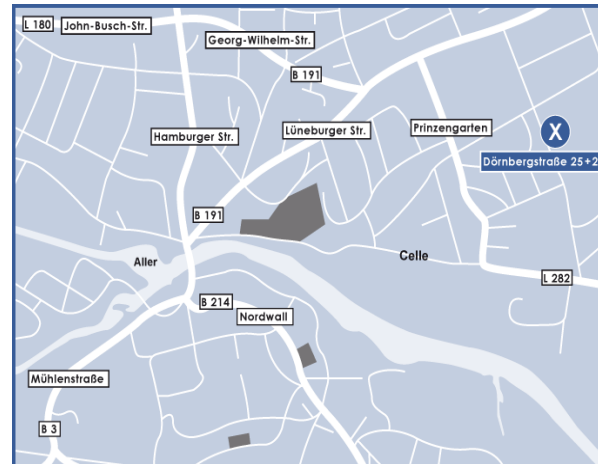 L 180
John-Busch-Str.
Georg-Wilhelm-Str.
B 191
Hamburger Str.
Lüneburger Str.
Prinzengarten
X
Dörnbergstraße 25+2
B 191
Aller
Celle
L 282
B 214
Nordwall
Mühlenstraße
B 3